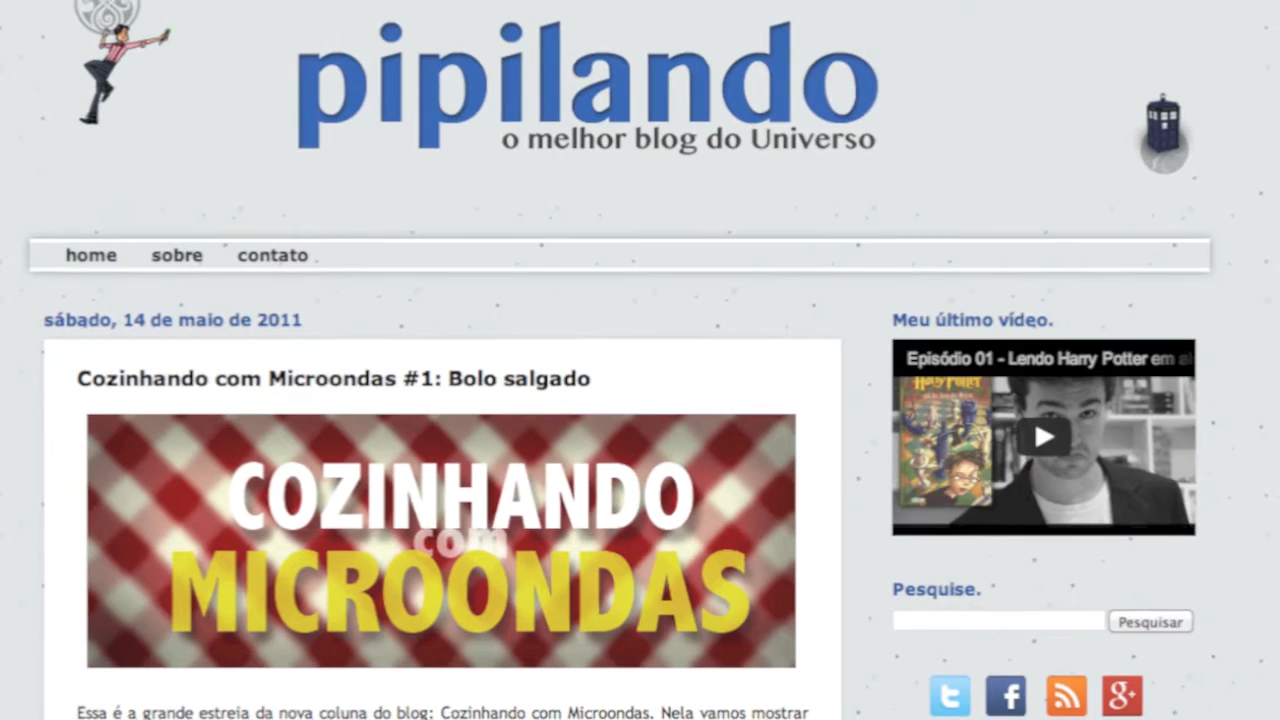 pipilando
o melhor blog do Universo
home sobre contato
sábado, 14 de maio de 2011
Cozinhando com Microondas #1: Bolo salgado
COZINHANDO
com
MICROONDAS
Essa é a grande estreia da nova coluna do blog: Cozinhando com Microondas. Nela vamos mostrar
Meu último vídeo.
Episódio 01 - Lendo Harry Potter em
Harry Potter
Pesquise.
Pesquisar
t f g+